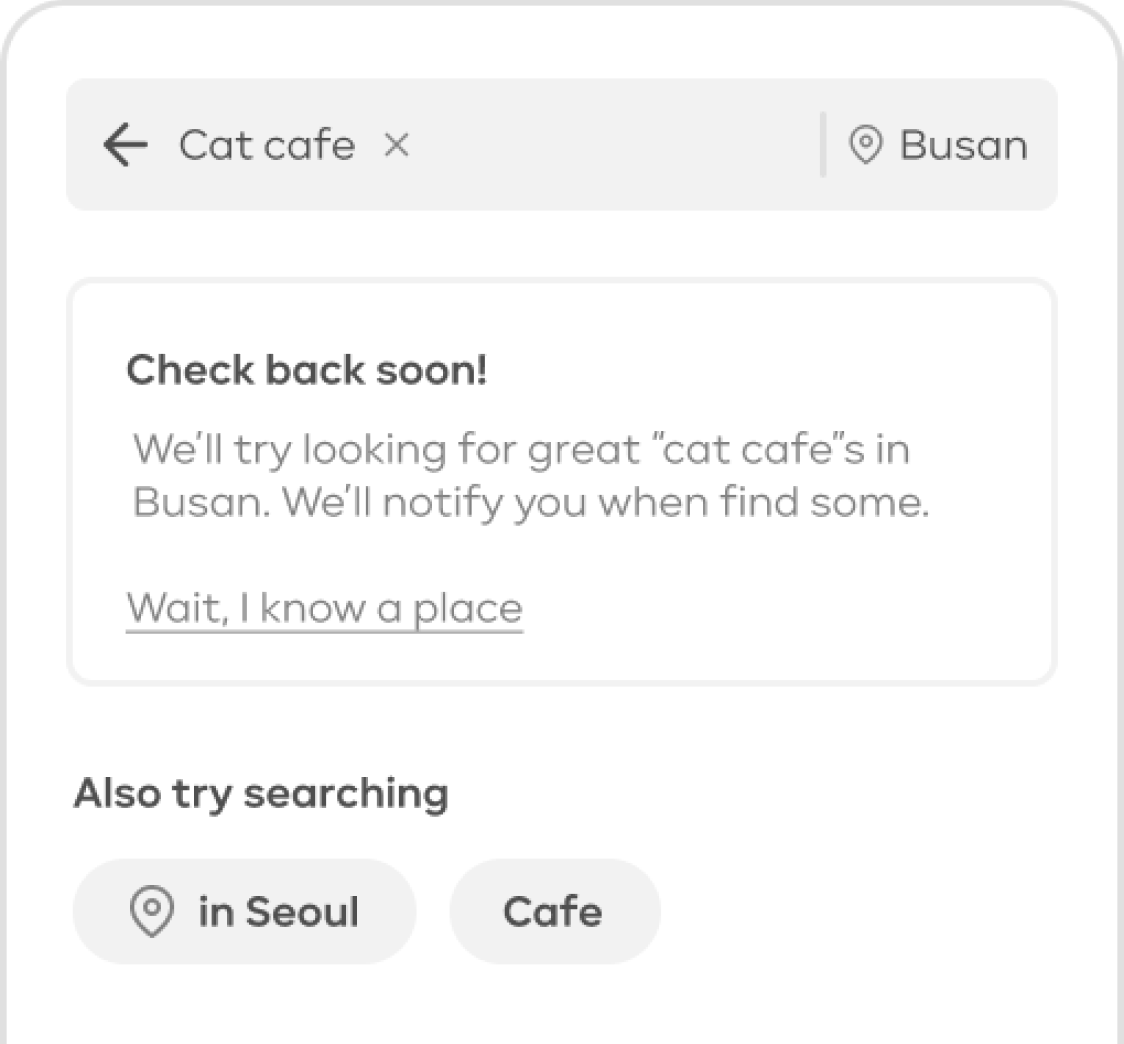 Cat cafe
Busan
Check back soon!
We'll try looking for great "cat cafe"s in
Busan. We'll notify you when find some.
Wait, I know a place
Also try searching
in Seoul
Cafe